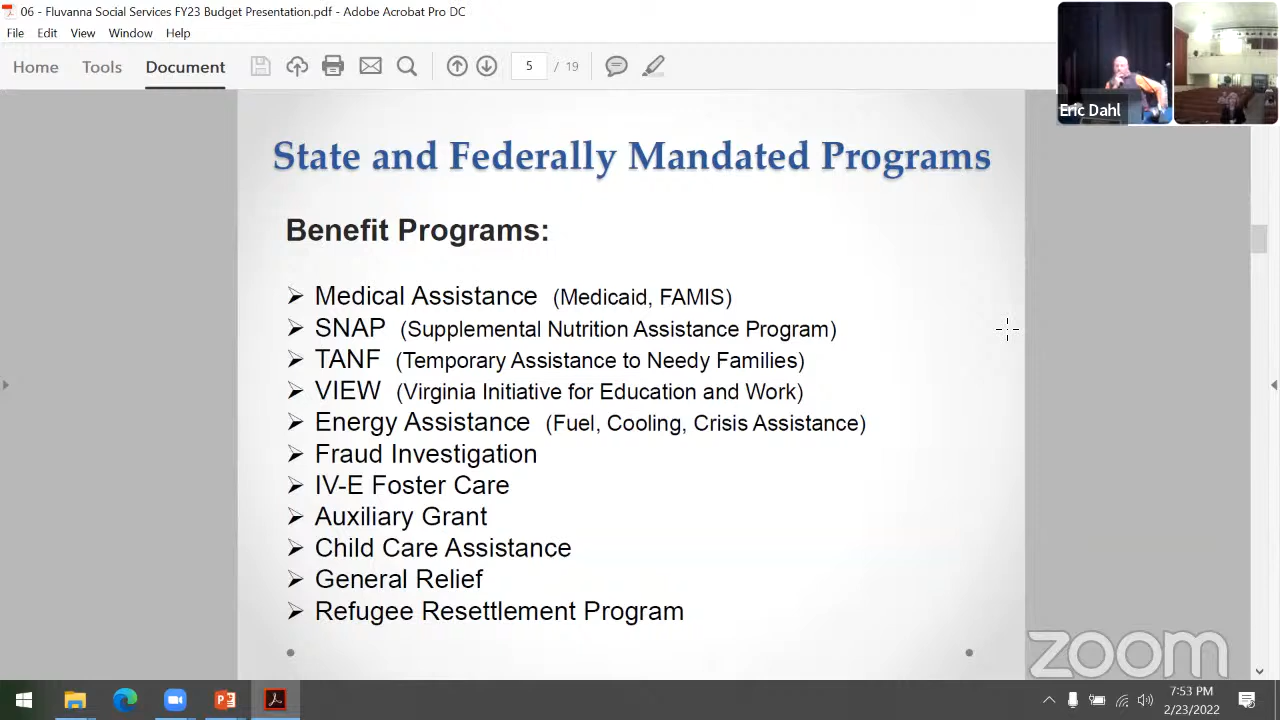 06 - Fluvanna Social Services FY23 Budget Presentation.pdf - Adobe Acrobat Pro DC
File Edit View Window Help
Home Tools Document 5 / 19
Eric Dahl
State and Federally Mandated Programs
Benefit Programs:
Medical Assistance (Medicaid, FAMIS)
SNAP (Supplemental Nutrition Assistance Program)
TANF (Temporary Assistance to Needy Families)
VIEW (Virginia Initiative for Education and Work)
Energy Assistance (Fuel, Cooling, Crisis Assistance)
Fraud Investigation
IV-E Foster Care
Auxiliary Grant
Child Care Assistance
General Relief
Refugee Resettlement Program
zoom
7:53 PM
2/23/2022